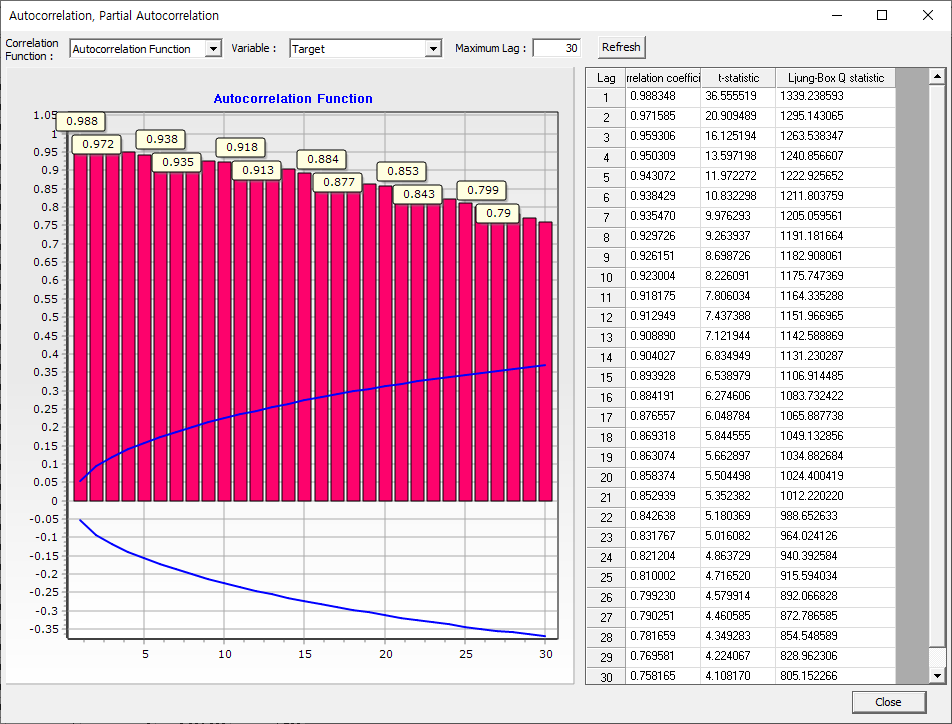 Autocorrelation, Partial Autocorrelation
Correlation Function : Autocorrelation Function Variable : Target Maximum Lag : 30 Refresh
Autocorrelation Function
1.05
1
0.95
0.9
0.85
0.8
0.75
0.7
0.65
0.6
0.55
0.5
0.45
0.4
0.35
0.3
0.25
0.2
0.15
0.1
0.05
0
-0.05
-0.1
-0.15
-0.2
-0.25
-0.3
-0.35
0.988
0.972
0.938
0.935
0.918
0.913
0.884
0.877
0.853
0.843
0.799
0.79
5 10 15 20 25 30
Lag rrelation coeffici t-statistic Ljung-Box Q statistic
1 0.988348 36.555519 1339.238593
2 0.971585 20.909489 1295.143065
3 0.959306 16.125194 1263.538347
4 0.950309 13.597198 1240.856607
5 0.943072 11.972272 1222.925652
6 0.938429 10.832298 1211.803759
7 0.935470 9.976293 1205.059561
8 0.929726 9.263937 1191.181664
9 0.926151 8.698726 1182.908061
10 0.923004 8.226091 1175.747369
11 0.918175 7.806034 1164.335288
12 0.912949 7.437388 1151.966965
13 0.908890 7.121944 1142.588869
14 0.904027 6.834949 1131.230287
15 0.893928 6.538979 1106.914485
16 0.884191 6.274606 1083.732422
17 0.876557 6.048784 1065.887738
18 0.869318 5.844555 1049.132856
19 0.863074 5.662897 1034.882684
20 0.858374 5.504498 1024.400419
21 0.852939 5.352382 1012.220220
22 0.842638 5.180369 988.652633
23 0.831767 5.016082 964.024126
24 0.821204 4.863729 940.392584
25 0.810002 4.716520 915.594034
26 0.799230 4.579914 892.066828
27 0.790251 4.460585 872.786585
28 0.781659 4.349283 854.548589
29 0.769581 4.224067 828.962306
30 0.758165 4.108170 805.152266
Close